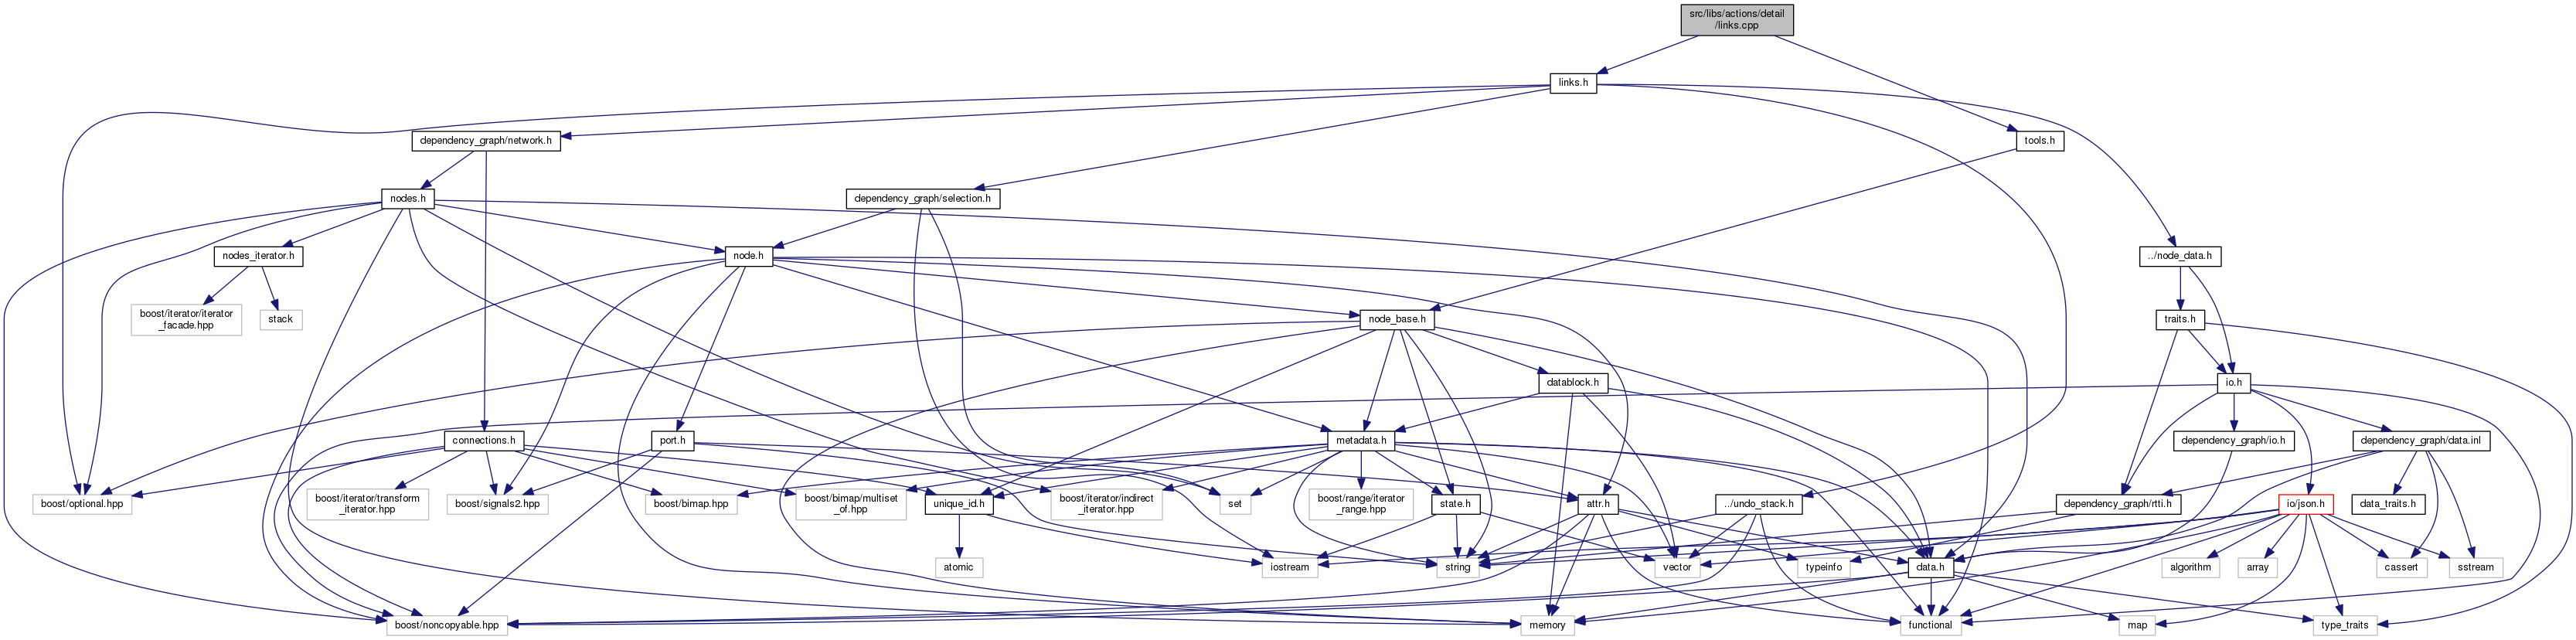 src/libs/actions/detail
/links.cpp
links.h
dependency_graph/network.h
tools.h
nodes.h
dependency_graph/selection.h
nodes_iterator.h
node.h
../node_data.h
boost/iterator/iterator
_facade.hpp
stack
node_base.h
traits.h
datablock.h
io.h
connections.h
port.h
metadata.h
dependency_graph/io.h
dependency_graph/data.inl
boost/optional.hpp
boost/iterator/transform
_iterator.hpp
boost/signals2.hpp
boost/bimap.hpp
boost/bimap/multiset
_of.hpp
unique_id.h
boost/iterator/indirect
_iterator.hpp
set
boost/range/iterator
_range.hpp
state.h
attr.h
../undo_stack.h
dependency_graph/rtti.h
io/json.h
data_traits.h
atomic
iostream
string
vector
typeinfo
data.h
algorithm
array
cassert
sstream
boost/noncopyable.hpp
memory
functional
map
type_traits